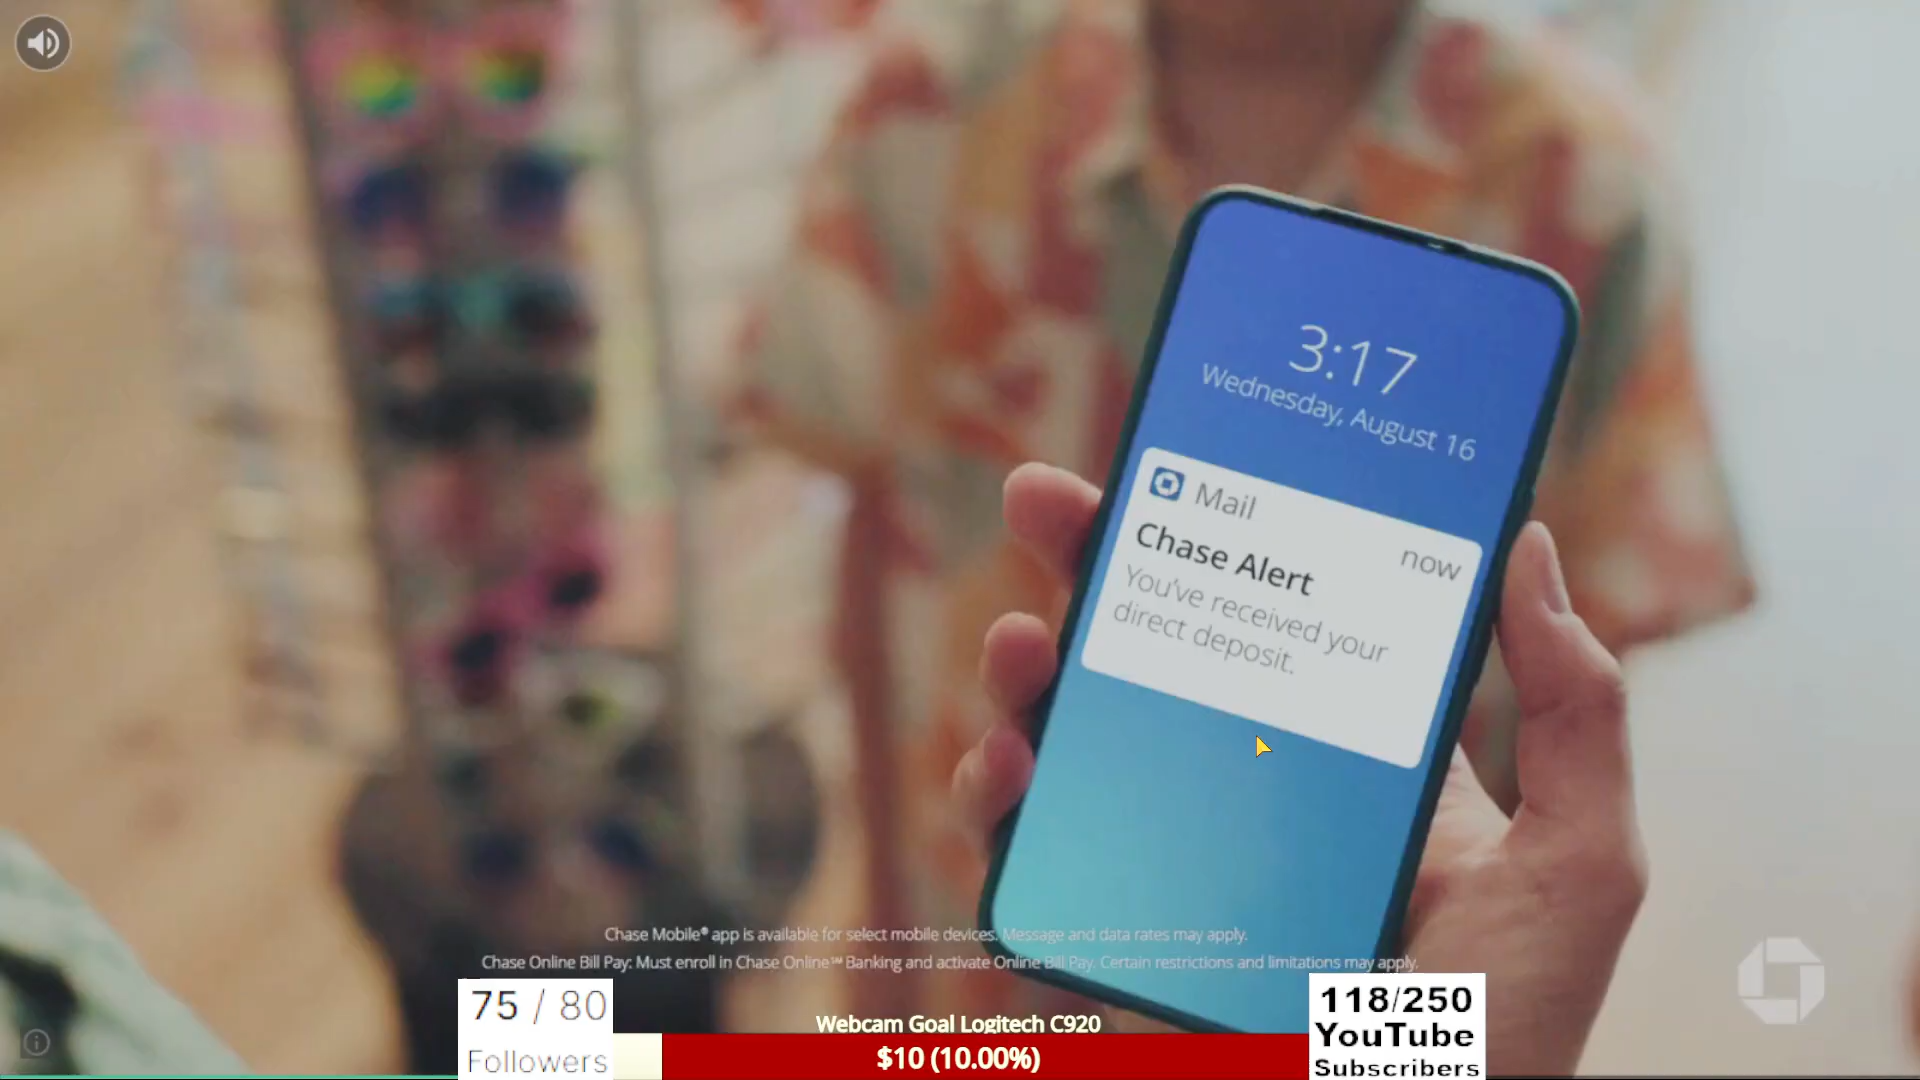 3:17
Wednesday, August 16
Mail
now
Chase Alert
You've received your
direct deposit.
Chase Mobile® app is available for select mobile devices. Message and data rates may apply.
Chase Online Bill Pay: Must enroll in Chase Online℠ Banking and activate Online Bill Pay. Certain restrictions and limitations may apply.
75 / 80
Followers
Webcam Goal Logitech C920
$10 (10.00%)
118/250
YouTube
Subscribers